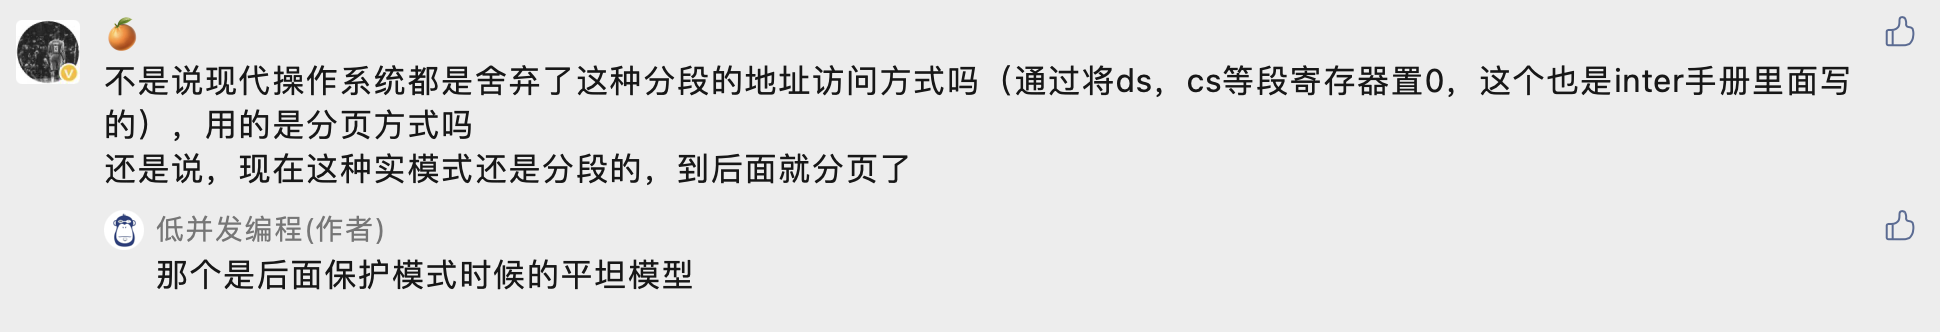 🍊
不是说现代操作系统都是舍弃了这种分段的地址访问方式吗（通过将ds，cs等段寄存器置0，这个也是inter手册里面写
的），用的是分页方式吗
还是说，现在这种实模式还是分段的，到后面就分页了
低并发编程(作者)
那个是后面保护模式时候的平坦模型